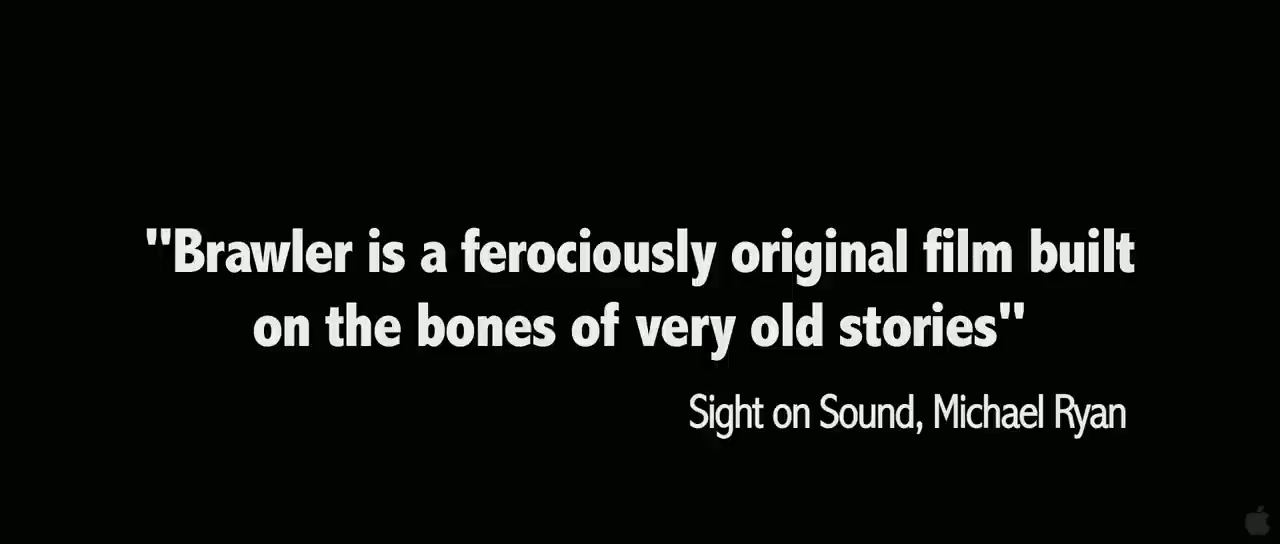 "Brawler is a ferociously original film built
on the bones of very old stories"
Sight on Sound, Michael Ryan